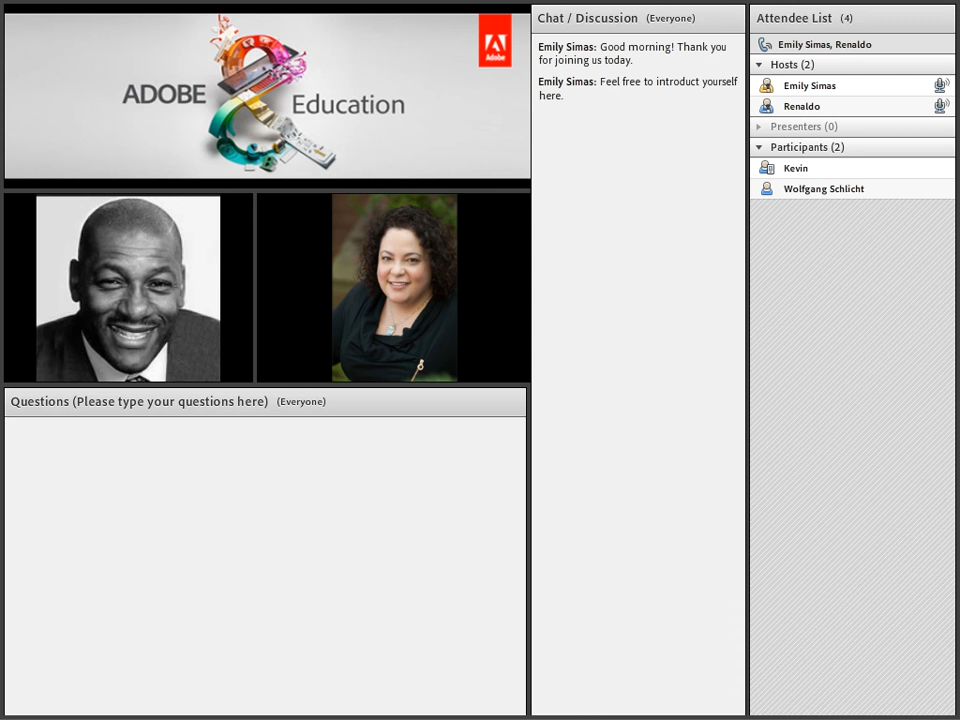 ADOBE
Education
Adobe
Chat / Discussion (Everyone)
Emily Simas: Good morning! Thank you
for joining us today.
Emily Simas: Feel free to introduce yourself
here.
Attendee List (4)
Emily Simas, Renaldo
Hosts (2)
Emily Simas
Renaldo
Presenters (0)
Participants (2)
Kevin
Wolfgang Schlicht
Questions (Please type your questions here) (Everyone)